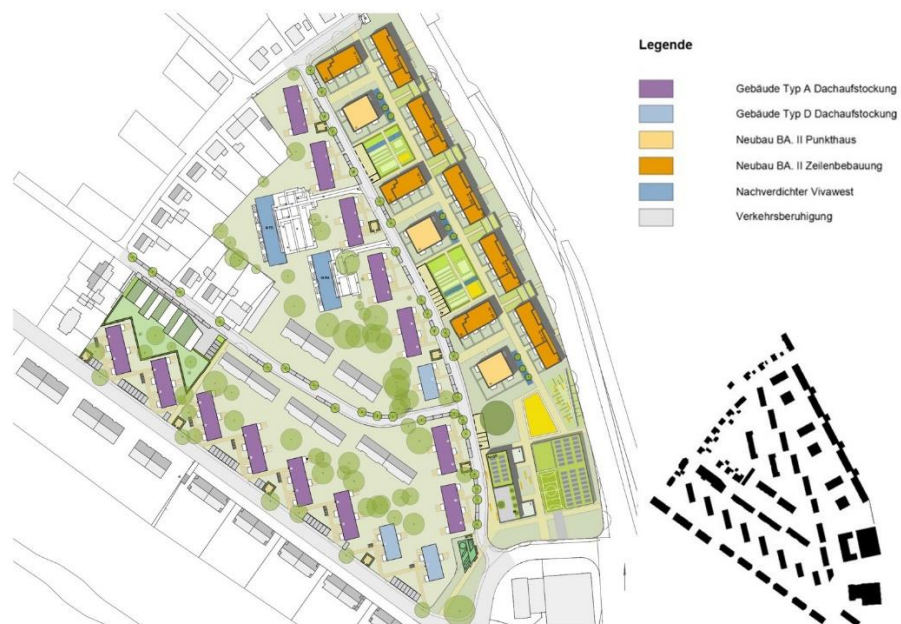 Legende
Gebäude Typ A Dachaufstockung
Gebäude Typ D Dachaufstockung
Neubau BA. II Punkthaus
Neubau BA. II Zeilenbebauung
Nachverdichter Vivawest
Verkehrsberuhigung